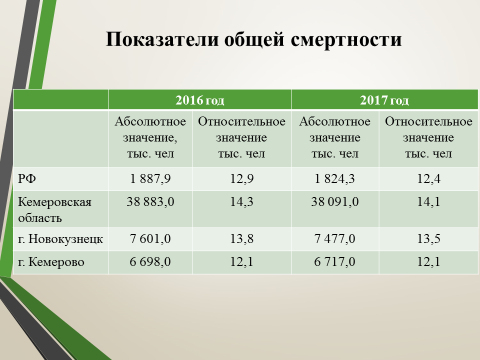 Показатели общей смертности
2016 год 2017 год
Абсолютное значение, тыс. чел Относительное значение тыс. чел Абсолютное значение тыс. чел Относительное значение тыс. чел
РФ 1 887,9 12,9 1 824,3 12,4
Кемеровская область 38 883,0 14,3 38 091,0 14,1
г. Новокузнецк 7 601,0 13,8 7 477,0 13,5
г. Кемерово 6 698,0 12,1 6 717,0 12,1